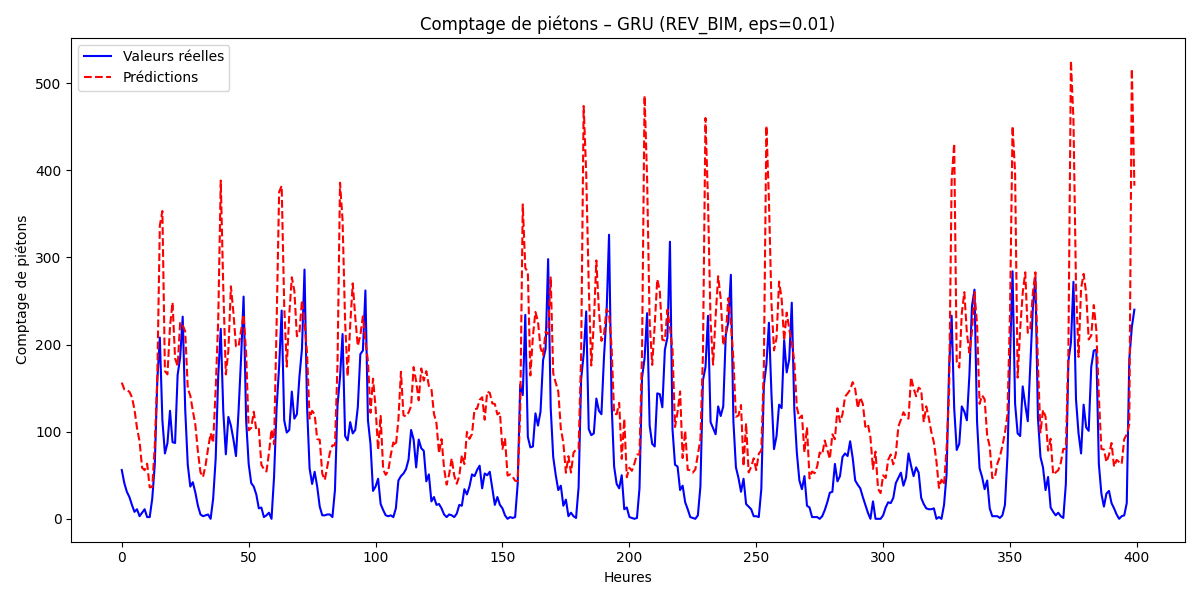 Comptage de piétons – GRU (REV_BIM, eps=0.01)
Valeurs réelles
Prédictions
Comptage de piétons
500
400
300
200
100
0
0 50 100 150 200 250 300 350 400
Heures